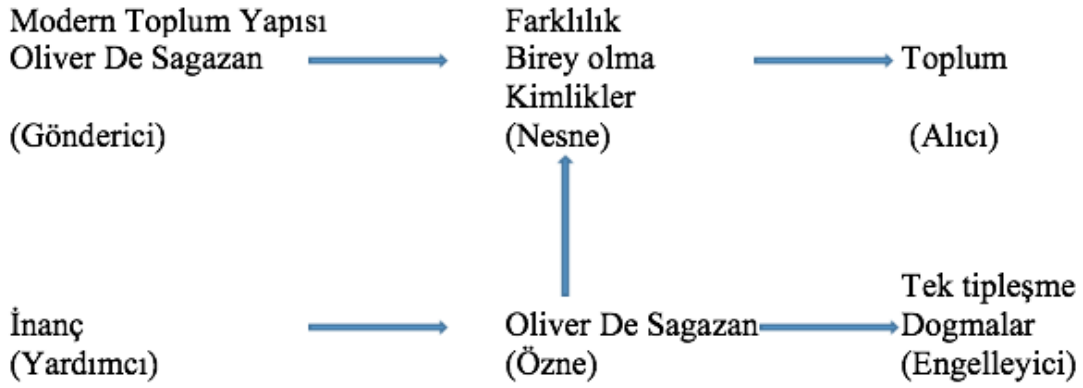 Modern Toplum Yapısı
Oliver De Sagazan
(Gönderici)
Farklılık
Birey olma
Kimlikler
(Nesne)
Toplum
(Alıcı)
İnanç
(Yardımcı)
Oliver De Sagazan
(Özne)
Tek tipleşme
Dogmalar
(Engelleyici)